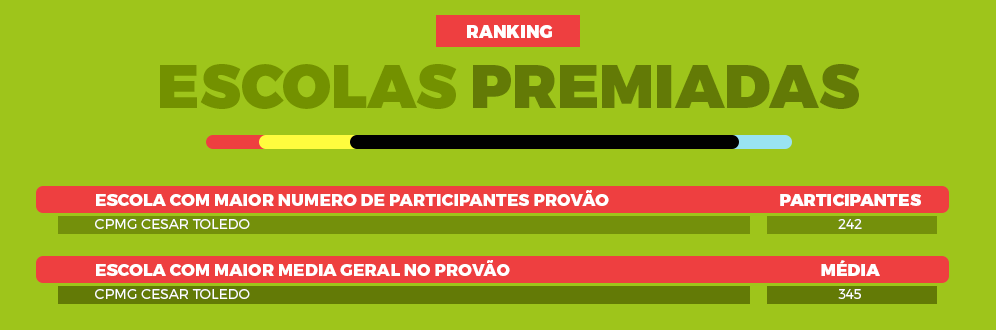 RANKING
ESCOLAS PREMIADAS
ESCOLA COM MAIOR NUMERO DE PARTICIPANTES PROVÃO PARTICIPANTES
CPMG CESAR TOLEDO 242
ESCOLA COM MAIOR MEDIA GERAL NO PROVÃO MÉDIA
CPMG CESAR TOLEDO 345